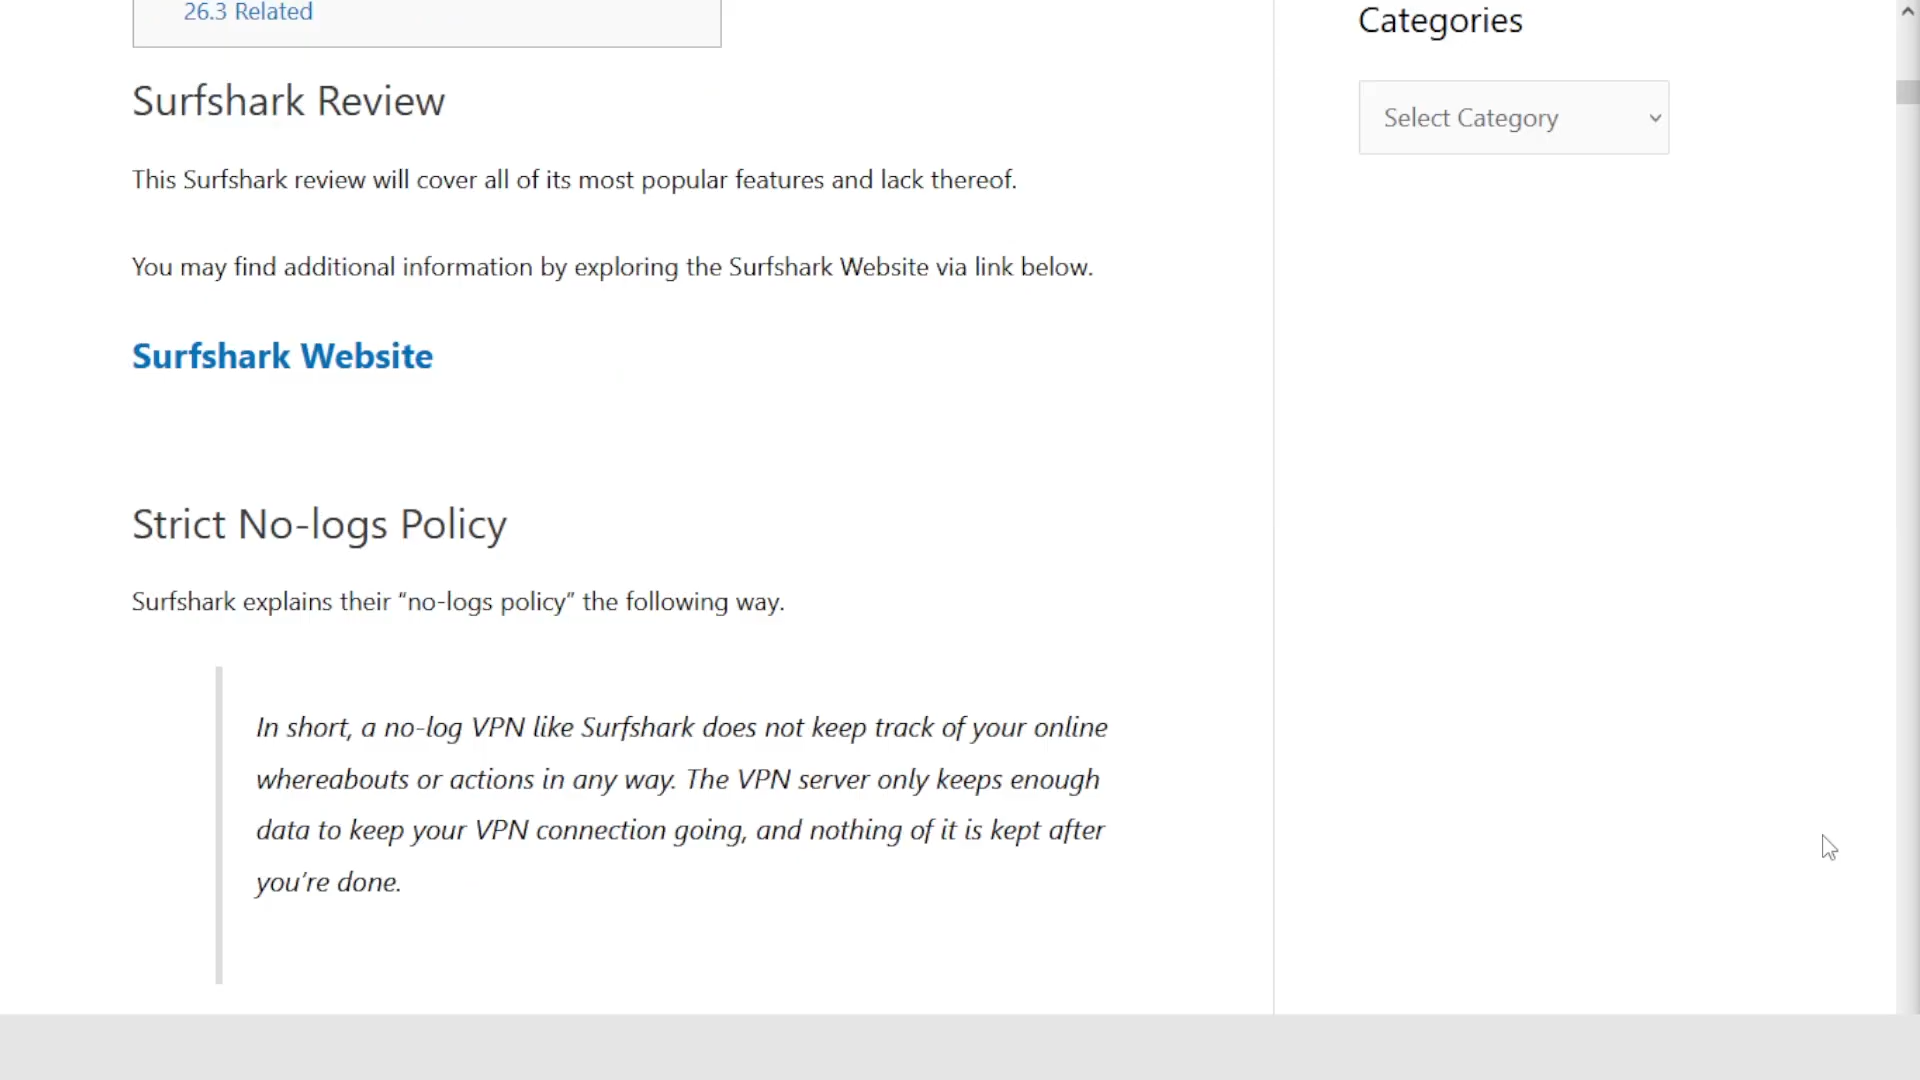 26.3 Related
Categories
Surfshark Review
Select Category
This Surfshark review will cover all of its most popular features and lack thereof.
You may find additional information by exploring the Surfshark Website via link below.
Surfshark Website
Strict No-logs Policy
Surfshark explains their “no-logs policy” the following way.
In short, a no-log VPN like Surfshark does not keep track of your online
whereabouts or actions in any way. The VPN server only keeps enough
data to keep your VPN connection going, and nothing of it is kept after
you’re done.